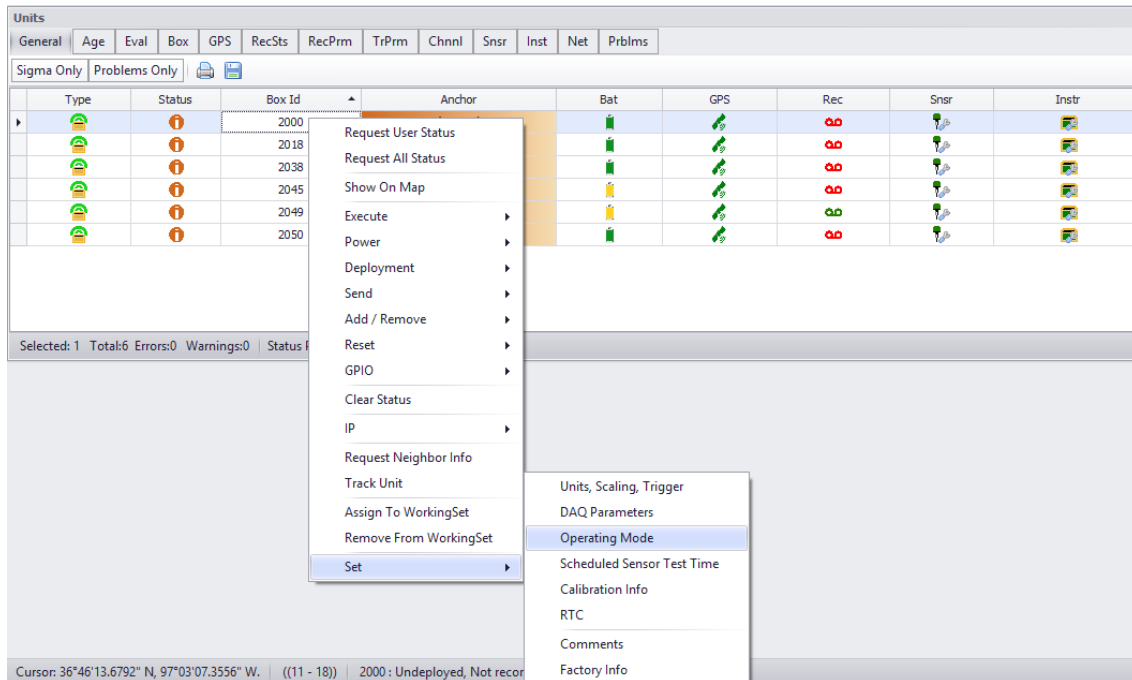 Units
General Age Eval Box GPS RecSts RecPrm TrPrm Chnnl Snsr Inst Net Prblms
Sigma Only Problems Only
Type Status Box Id Anchor Bat GPS Rec Snsr Instr
2000
2018
2038
2045
2049
2050
Request User Status
Request All Status
Show On Map
Execute
Power
Deployment
Send
Add / Remove
Reset
GPIO
Clear Status
IP
Request Neighbor Info
Track Unit
Assign To WorkingSet
Remove From WorkingSet
Set
Units, Scaling, Trigger
DAQ Parameters
Operating Mode
Scheduled Sensor Test Time
Calibration Info
RTC
Comments
Factory Info
Selected: 1 Total:6 Errors:0 Warnings:0 Status
Cursor: 36°46'13.6792" N, 97°03'07.3556" W. ((11 - 18)) 2000 : Undeployed, Not recor